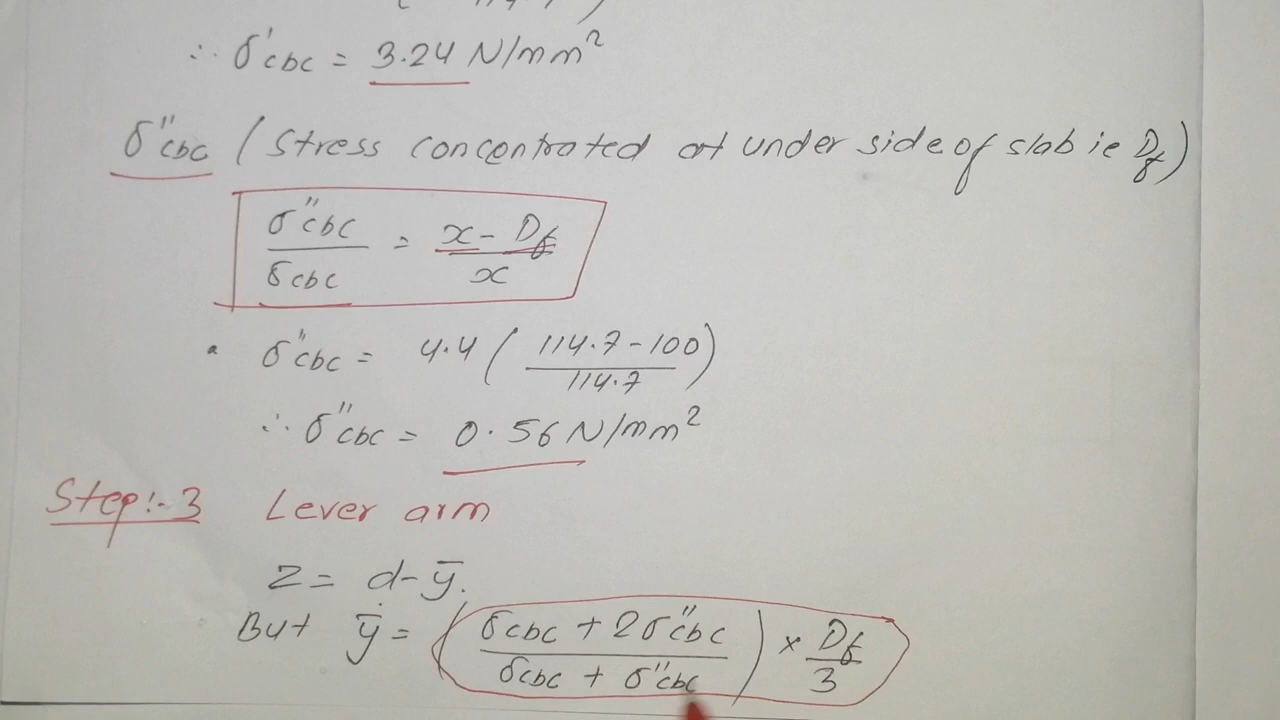 ∴ σ'cbc = 3.24 N/mm²
σ''cbc (Stress concentrated at under side of slab ie Df)
σ''cbc / σcbc = x - Df / x
σ''cbc = 4.4 ( 114.7 - 100 / 114.7 )
∴ σ''cbc = 0.56 N/mm²
Step:-3 Lever arm
Z = d-ȳ.
But ȳ = ( σcbc + 2σ''cbc / σcbc + σ''cbc ) × Df / 3